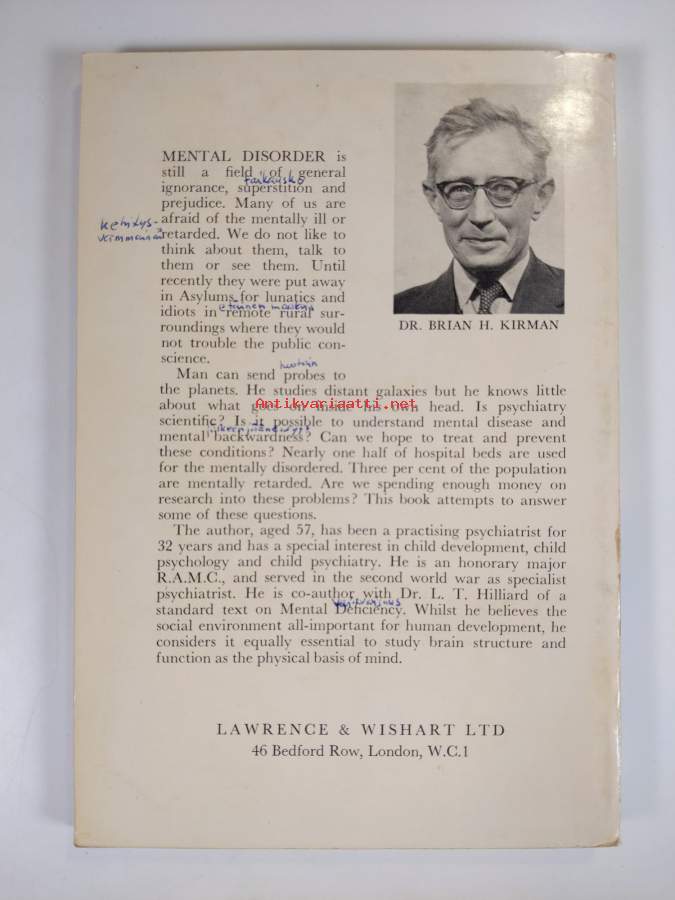 MENTAL DISORDER is
still a field of general
ignorance, superstition and
prejudice. Many of us are
afraid of the mentally ill or
retarded. We do not like to
think about them, talk to
them or see them. Until
recently they were put away
in Asylums for lunatics and
idiots in remote rural sur-
roundings where they would
not trouble the public con-
science.
DR. BRIAN H. KIRMAN
Man can send probes to
the planets. He studies distant galaxies but he knows little
about what goes on inside his own head. Is psychiatry
Antikvariaatti.net
scientific? Is it possible to understand mental disease and
mental backwardness? Can we hope to treat and prevent
these conditions? Nearly one half of hospital beds are used
for the mentally disordered. Three per cent of the population
are mentally retarded. Are we spending enough money on
research into these problems? This book attempts to answer
some of these questions.
The author, aged 57, has been a practising psychiatrist for
32 years and has a special interest in child development, child
psychology and child psychiatry. He is an honorary major
R.A.M.C., and served in the second world war as specialist
psychiatrist. He is co-author with Dr. L. T. Hilliard of a
standard text on Mental Deficiency. Whilst he believes the
social environment all-important for human development, he
considers it equally essential to study brain structure and
function as the physical basis of mind.
LAWRENCE & WISHART LTD
46 Bedford Row, London, W.C.1